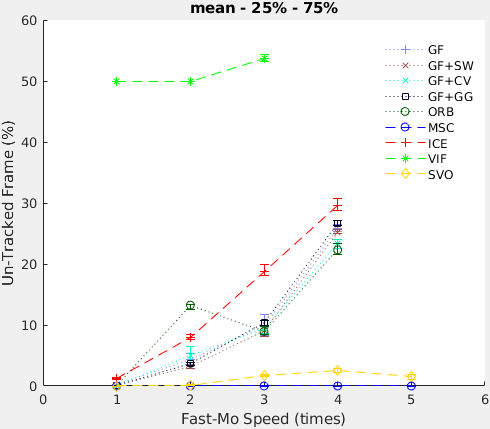 mean - 25% - 75%
60
50
40
30
20
10
0
Un-Tracked Frame (%)
GF
GF+SW
GF+CV
GF+GG
ORB
MSC
ICE
VIF
SVO
0 1 2 3 4 5 6
Fast-Mo Speed (times)